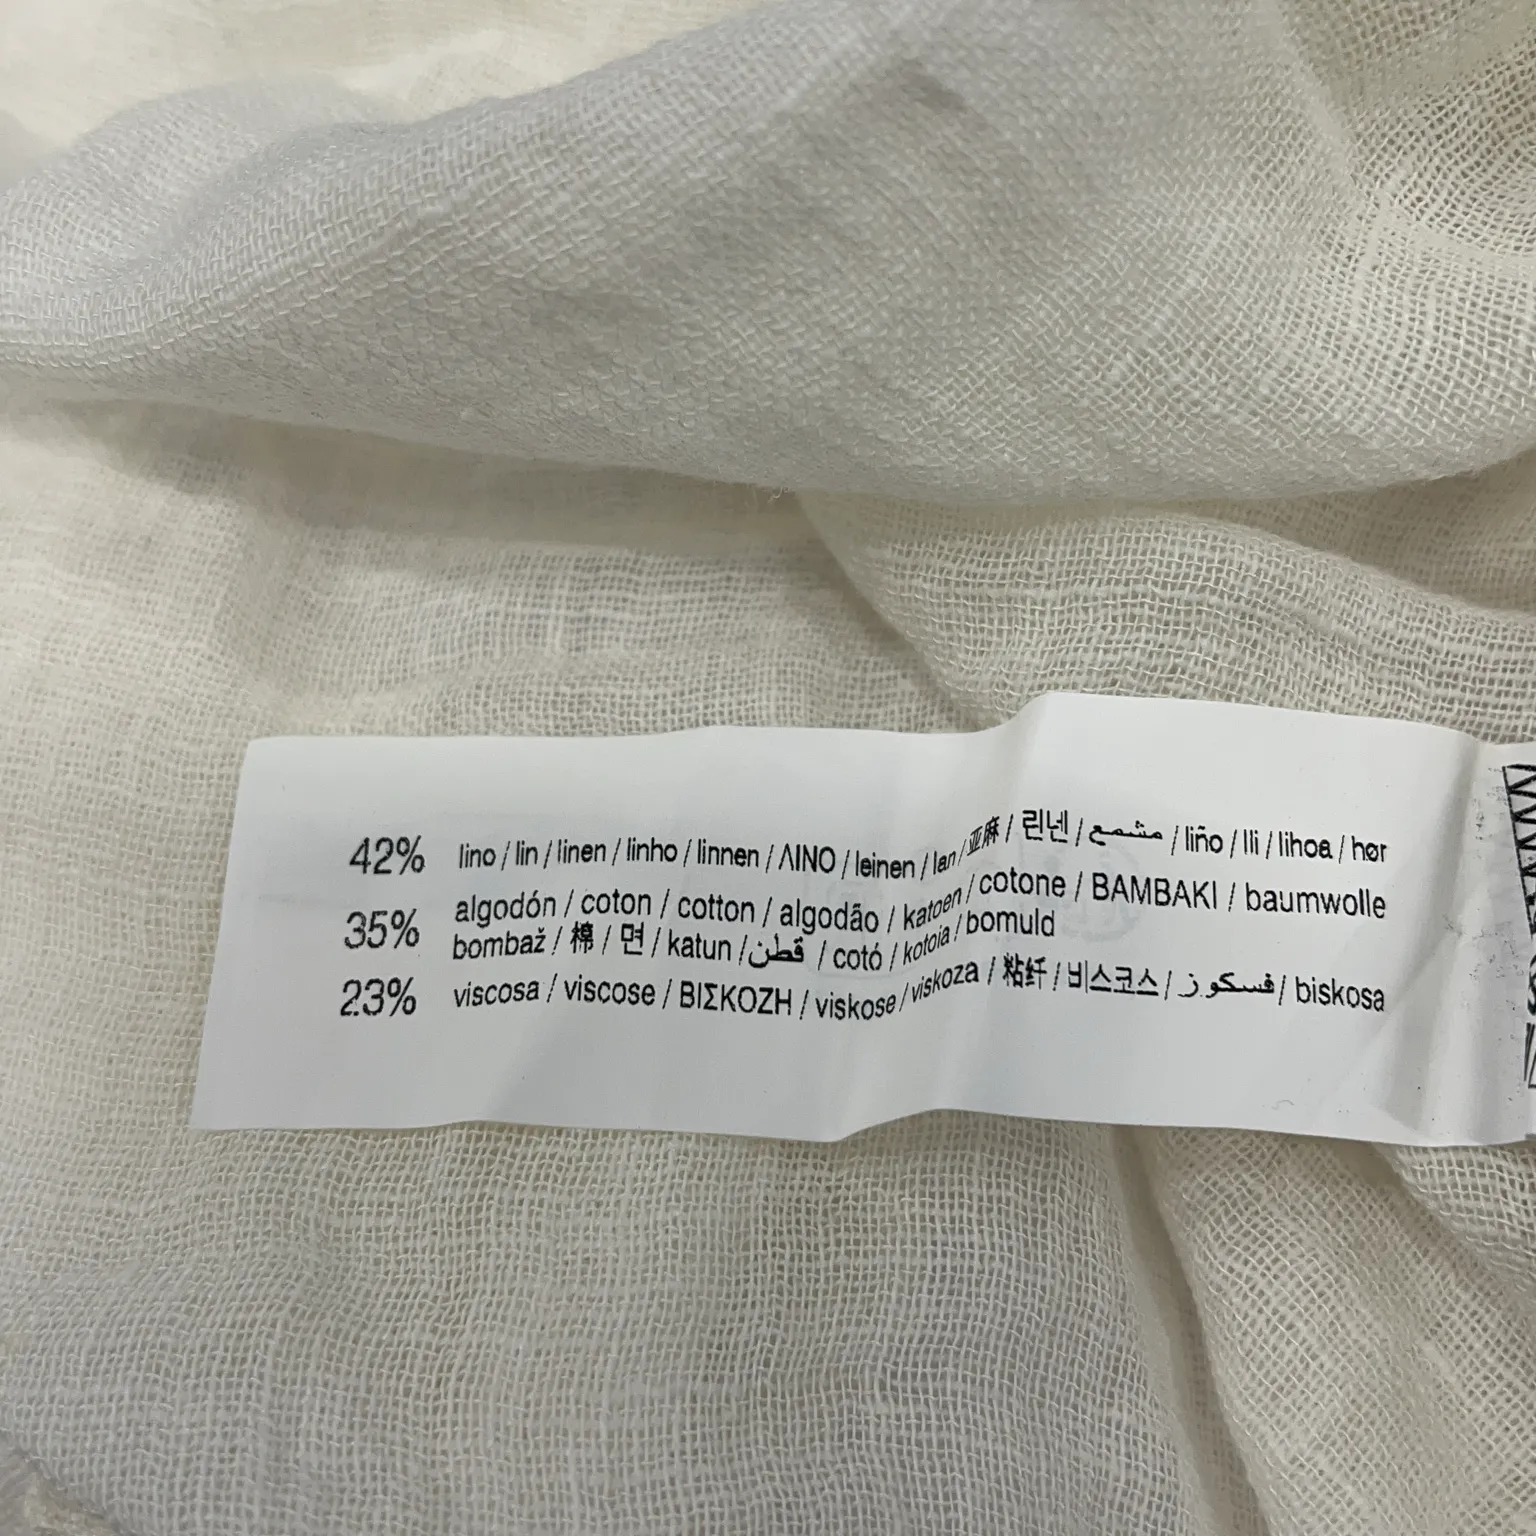 42% lino / lin / linen / linho / linnen / ΛΙΝΟ / leinen / lan / 亚麻 / 린넨 / مشمع / liño / lli / lihoa / hør
35% algodón / coton / cotton / algodão / katoen / cotone / BAMBAKI / baumwolle
bombaž / 棉 / 면 / katun / قطن / cotó / kotoia / bomuld
23% viscosa / viscose / ΒΙΣΚΟΖΗ / viskose / viskoza / 粘纤 / 비스코스 / فسكو ز / biskosa